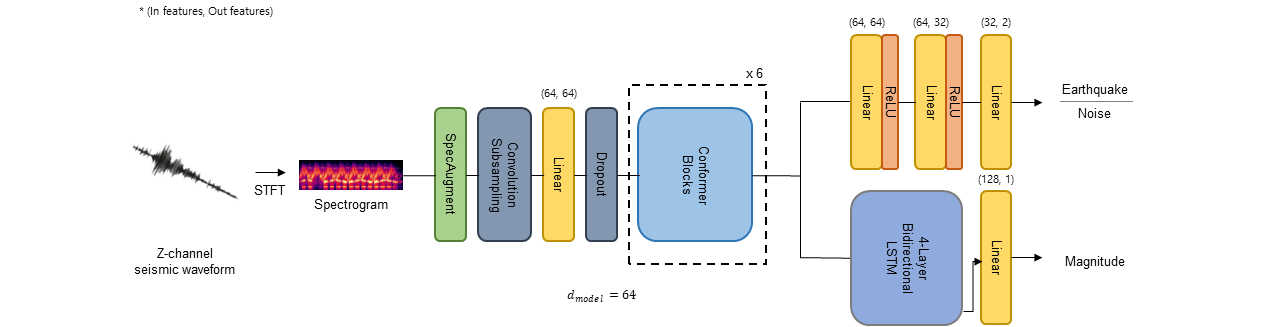 * (In features, Out features)
Z-channel
seismic waveform
STFT
Spectrogram
SpecAugment
Convolution
Subsampling
(64, 64)
Linear
Dropout
x 6
Conformer
Blocks
d_model = 64
(64, 64)
Linear
ReLU
(64, 32)
Linear
ReLU
(32, 2)
Linear
Earthquake
Noise
4-Layer
Bidirectional
LSTM
(128, 1)
Linear
Magnitude